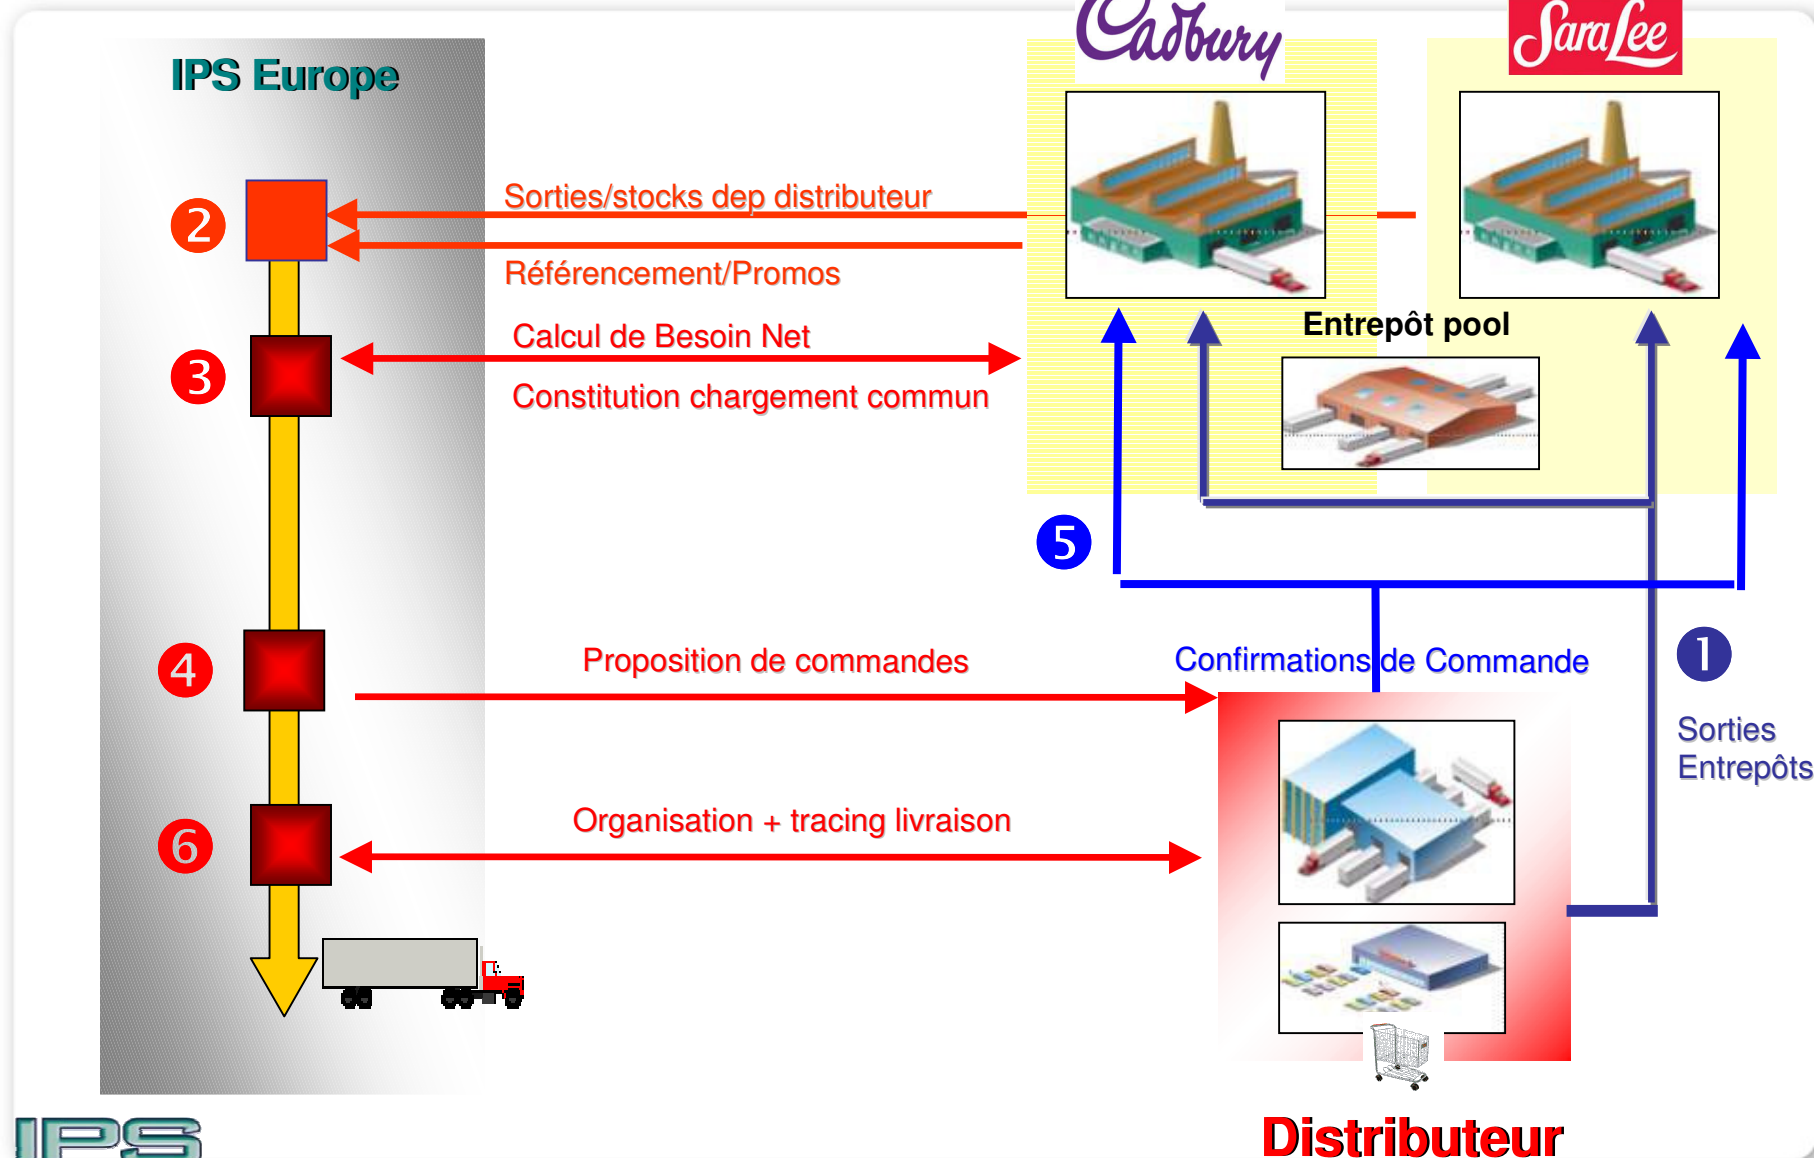 Cadbury
Sara Lee
IPS Europe
2
Sorties/stocks dep distributeur
Référencement/Promos
3
Calcul de Besoin Net
Constitution chargement commun
Entrepôt pool
5
4
Proposition de commandes
Confirmations de Commande
1
Sorties
Entrepôts
6
Organisation + tracing livraison
Distributeur
IPS